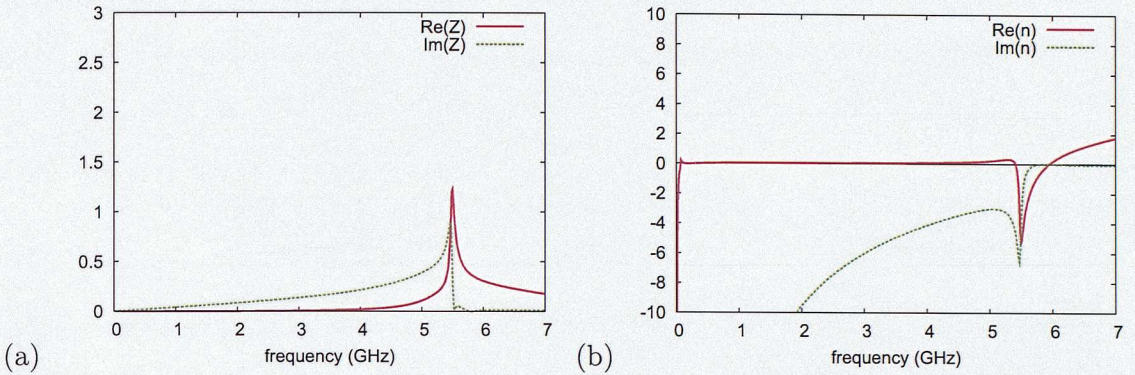 3
2.5
2
1.5
1
0.5
0
0 1 2 3 4 5 6 7
frequency (GHz)
Re(Z)
Im(Z)
(a)
10
8
6
4
2
0
-2
-4
-6
-8
-10
0 1 2 3 4 5 6 7
frequency (GHz)
Re(n)
Im(n)
(b)